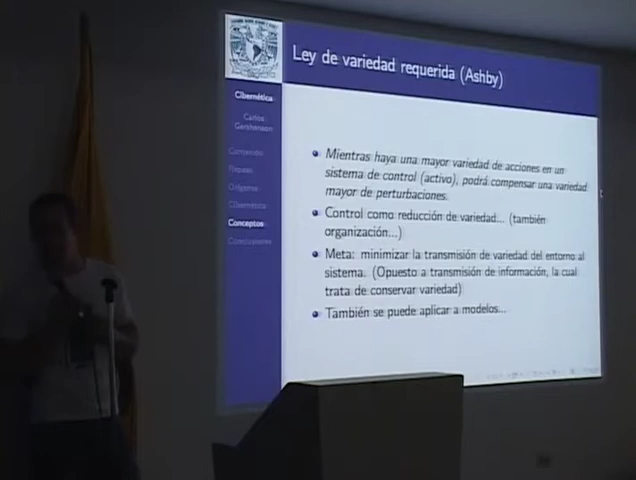 Ley de variedad requerida (Ashby)
Cibernética
Carlos
Gershenson
Contenido
Repaso
Orígenes
Cibernética
Conceptos
Conclusiones
Mientras haya una mayor variedad de acciones en un
sistema de control (activo), podrá compensar una variedad
mayor de perturbaciones.
Control como reducción de variedad... (también
organización...)
Meta: minimizar la transmisión de variedad del entorno al
sistema. (Opuesto a transmisión de información, la cual
trata de conservar variedad)
También se puede aplicar a modelos...